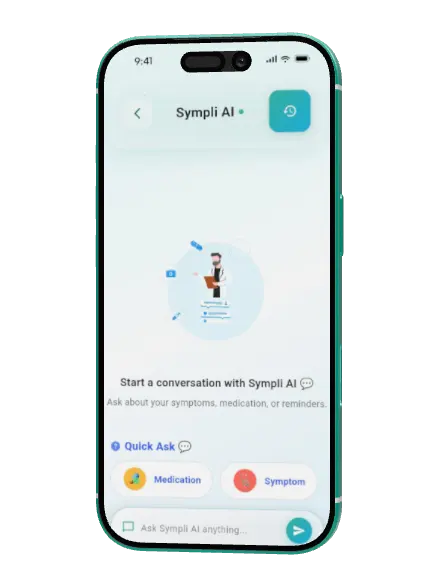 9:41
Sympli AI
Start a conversation with Sympli AI 💬
Ask about your symptoms, medication, or reminders.
Quick Ask 💬
Medication
Symptom
Ask Sympli AI anything...